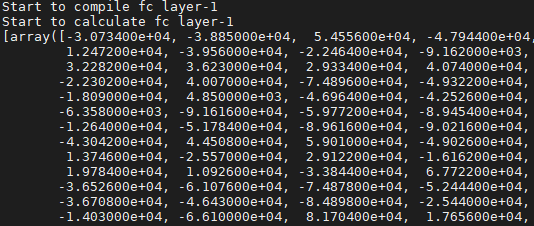 Start to compile fc layer-1
Start to calculate fc layer-1
[array([-3.073400e+04, -3.885000e+04, 5.455600e+04, -4.794400e+04,
1.247200e+04, -3.956000e+04, -2.246400e+04, -9.162000e+03,
3.228200e+04, 3.623000e+04, 2.933400e+04, 4.074000e+04,
-2.230200e+04, 4.007000e+04, -7.489600e+04, -4.932200e+04,
-1.809000e+04, 4.850000e+03, -4.696400e+04, -4.252600e+04,
-6.358000e+03, -9.161600e+04, -5.977200e+04, -8.945400e+04,
-1.264000e+04, -5.178400e+04, -8.961600e+04, -9.021600e+04,
-4.304200e+04, 4.450800e+04, 5.901000e+04, -4.902600e+04,
1.374600e+04, -2.557000e+04, 2.912200e+04, -1.616200e+04,
1.978400e+04, 1.092600e+04, -3.384400e+04, 6.772200e+04,
-3.652600e+04, -6.107600e+04, -7.487800e+04, -5.244400e+04,
-3.670800e+04, -4.643000e+04, -8.489800e+04, -2.544000e+04,
-1.403000e+04, -6.610000e+04, 8.170400e+04, 1.765600e+04,